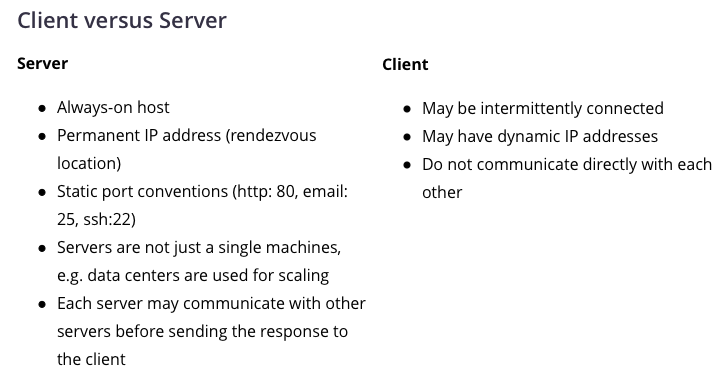 Client versus Server
Server
● Always-on host
● Permanent IP address (rendezvous
location)
● Static port conventions (http: 80, email:
25, ssh:22)
● Servers are not just a single machines,
e.g. data centers are used for scaling
● Each server may communicate with other
servers before sending the response to
the client
Client
● May be intermittently connected
● May have dynamic IP addresses
● Do not communicate directly with each
other